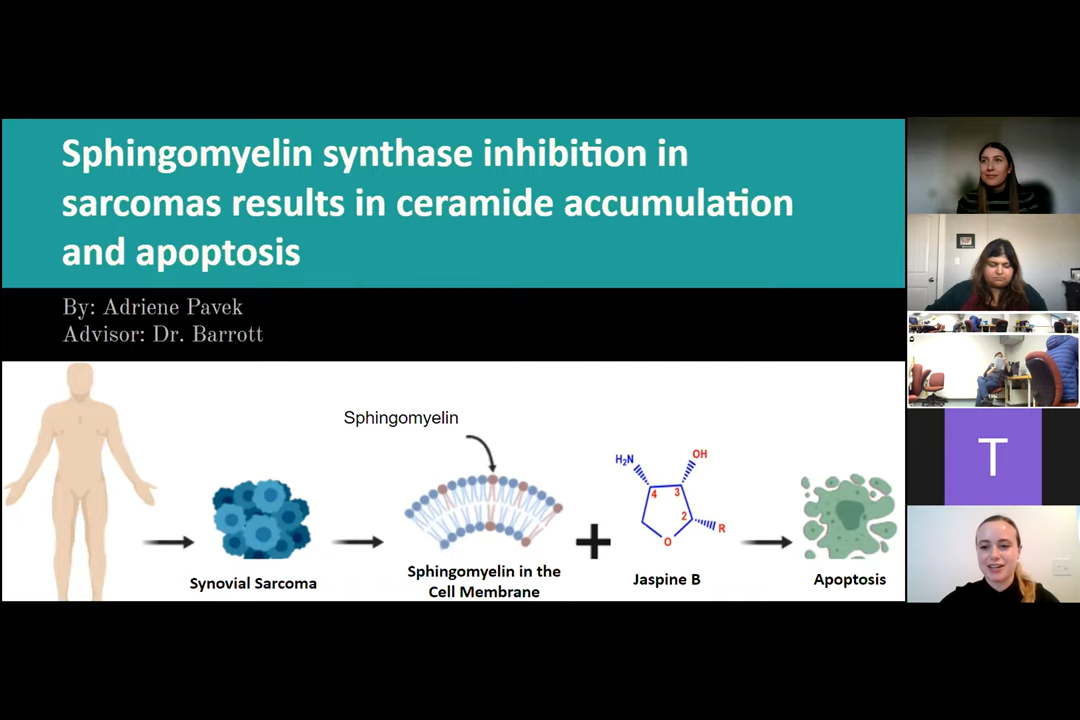 Sphingomyelin synthase inhibition in
sarcomas results in ceramide accumulation
and apoptosis
By: Adriene Pavek
Advisor: Dr. Barrott
Sphingomyelin
H₂N
OH
4
3
2
R
O
Synovial Sarcoma
Sphingomyelin in the
Cell Membrane
Jaspine B
Apoptosis
T